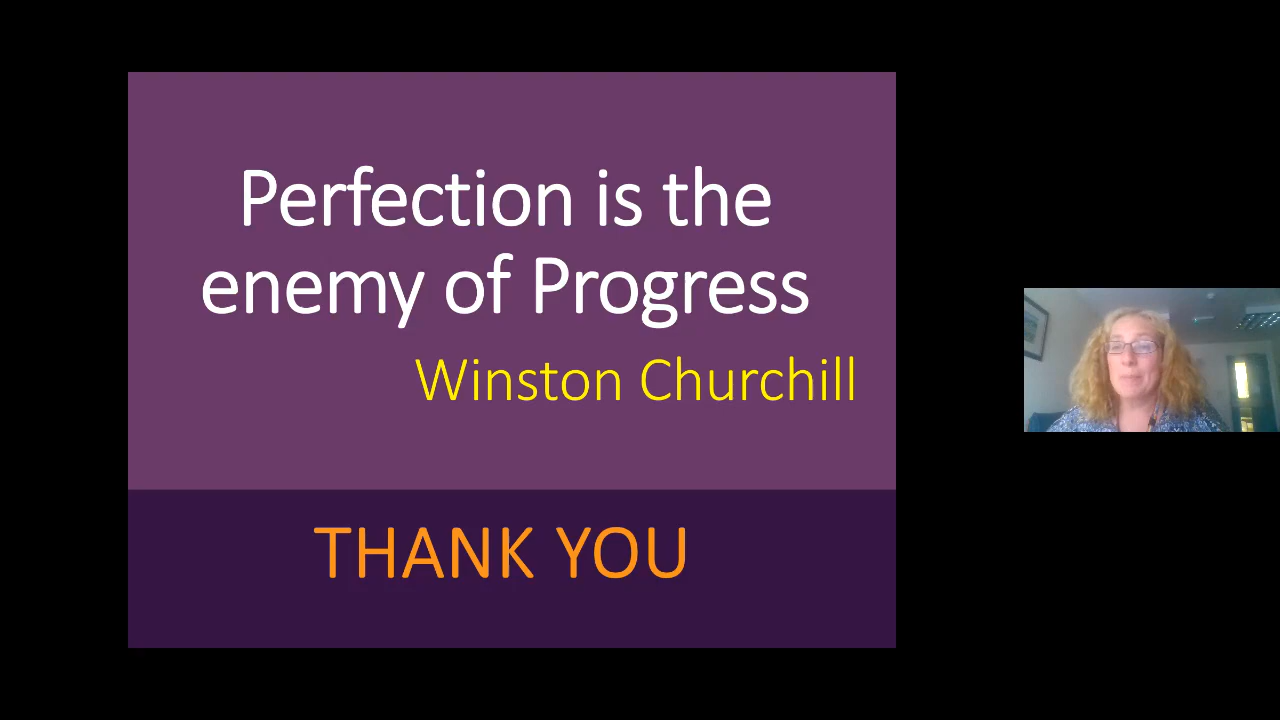 Perfection is the
enemy of Progress
Winston Churchill
THANK YOU